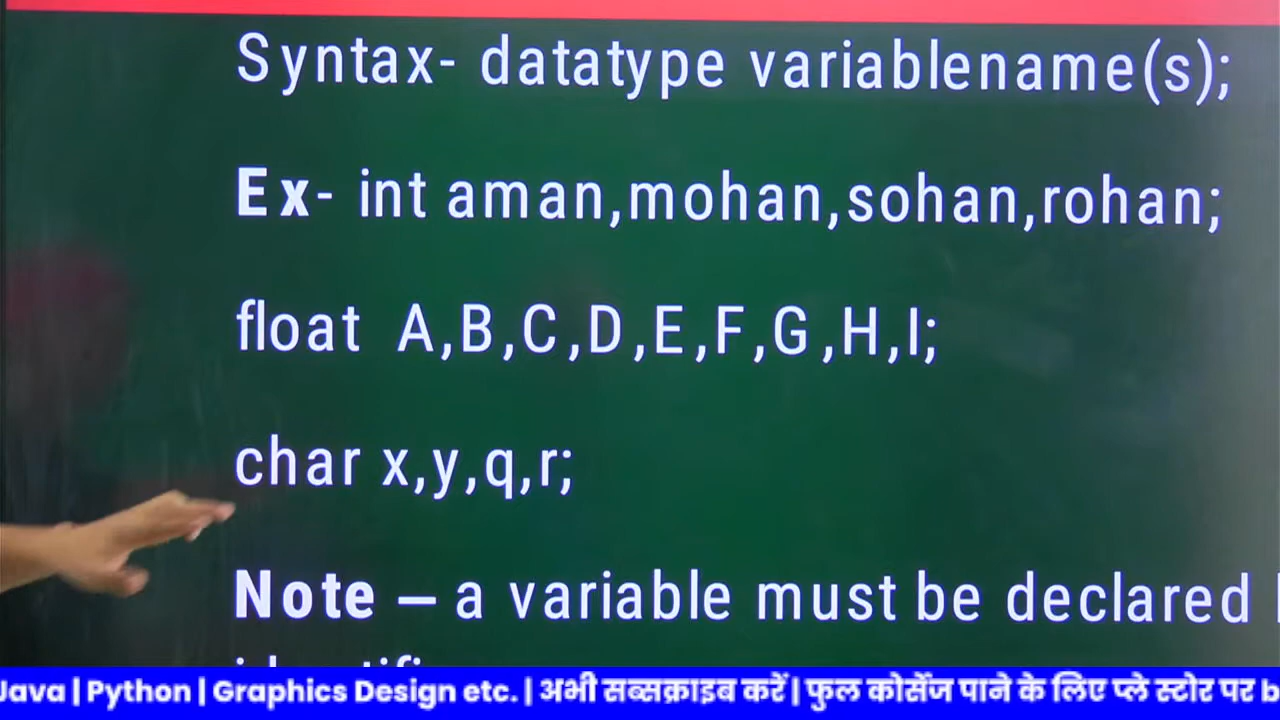 Syntax- datatype variablename(s);
Ex- int aman,mohan,sohan,rohan;
float A,B,C,D,E,F,G,H,I;
char x,y,q,r;
Note – a variable must be declared
Java | Python | Graphics Design etc. | अभी सब्सक्राइब करें | फुल कोर्सेज पाने के लिए प्ले स्टोर पर b